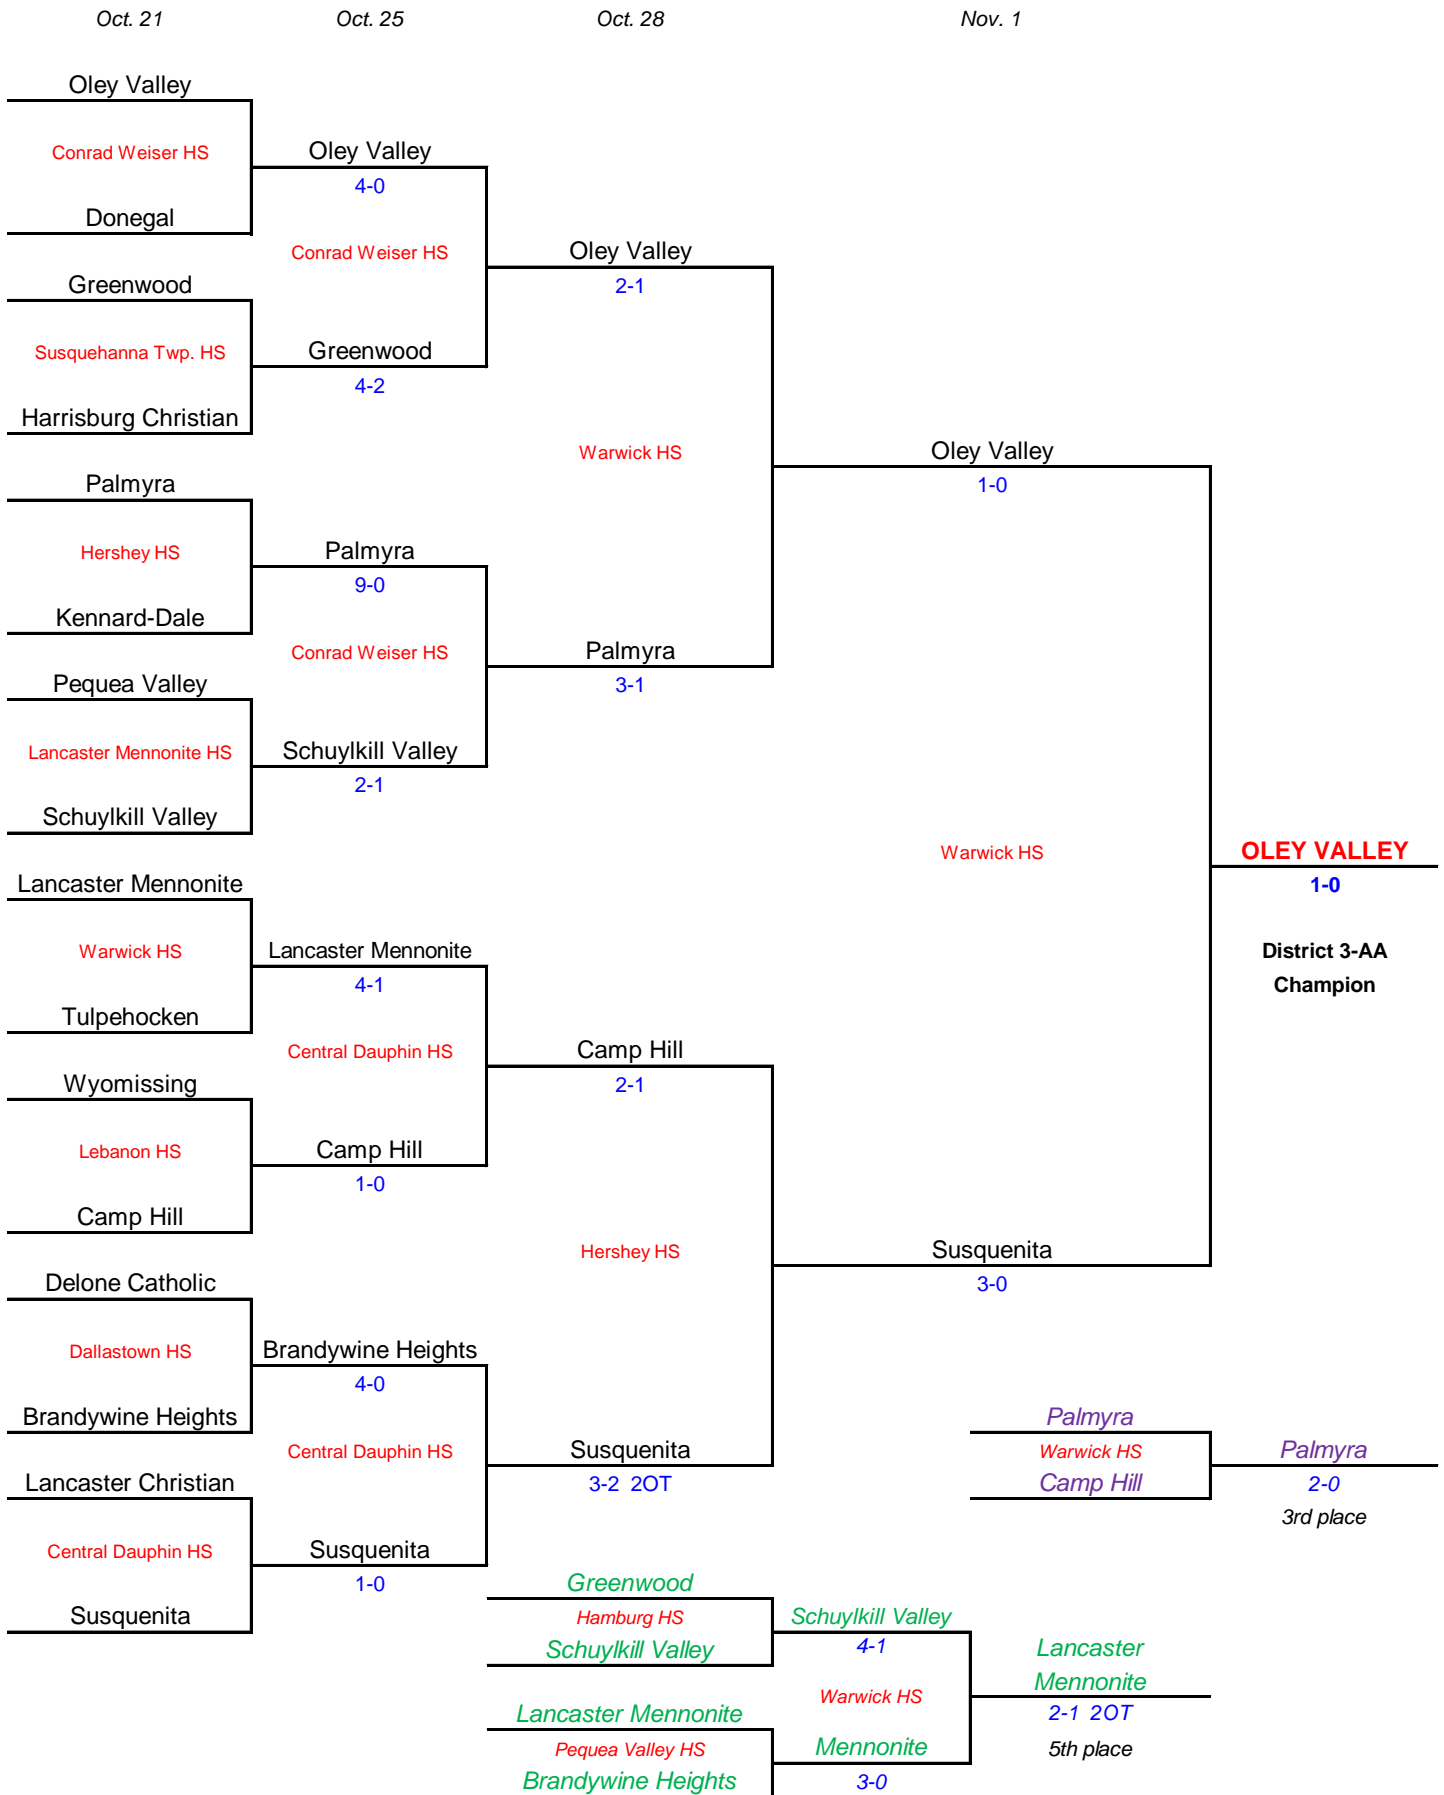 Oct. 21
Oct. 25
Oct. 28
Nov. 1
Oley Valley
Conrad Weiser HS
Oley Valley
4-0
Donegal
Conrad Weiser HS
Oley Valley
2-1
Greenwood
Susquehanna Twp. HS
Greenwood
4-2
Harrisburg Christian
Warwick HS
Oley Valley
1-0
Palmyra
Hershey HS
Palmyra
9-0
Kennard-Dale
Conrad Weiser HS
Palmyra
3-1
Pequea Valley
Lancaster Mennonite HS
Schuylkill Valley
2-1
Schuylkill Valley
Warwick HS
OLEY VALLEY
1-0
District 3-AA
Champion
Lancaster Mennonite
Warwick HS
Lancaster Mennonite
4-1
Tulpehocken
Central Dauphin HS
Camp Hill
2-1
Wyomissing
Lebanon HS
Camp Hill
1-0
Camp Hill
Hershey HS
Susquenita
3-0
Delone Catholic
Dallastown HS
Brandywine Heights
4-0
Brandywine Heights
Central Dauphin HS
Susquenita
3-2 2OT
Lancaster Christian
Central Dauphin HS
Susquenita
1-0
Susquenita
Palmyra
Warwick HS
Camp Hill
Palmyra
2-0
3rd place
Greenwood
Hamburg HS
Schuylkill Valley
Schuylkill Valley
4-1
Warwick HS
Lancaster
Mennonite
2-1 2OT
5th place
Lancaster Mennonite
Pequea Valley HS
Brandywine Heights
Mennonite
3-0